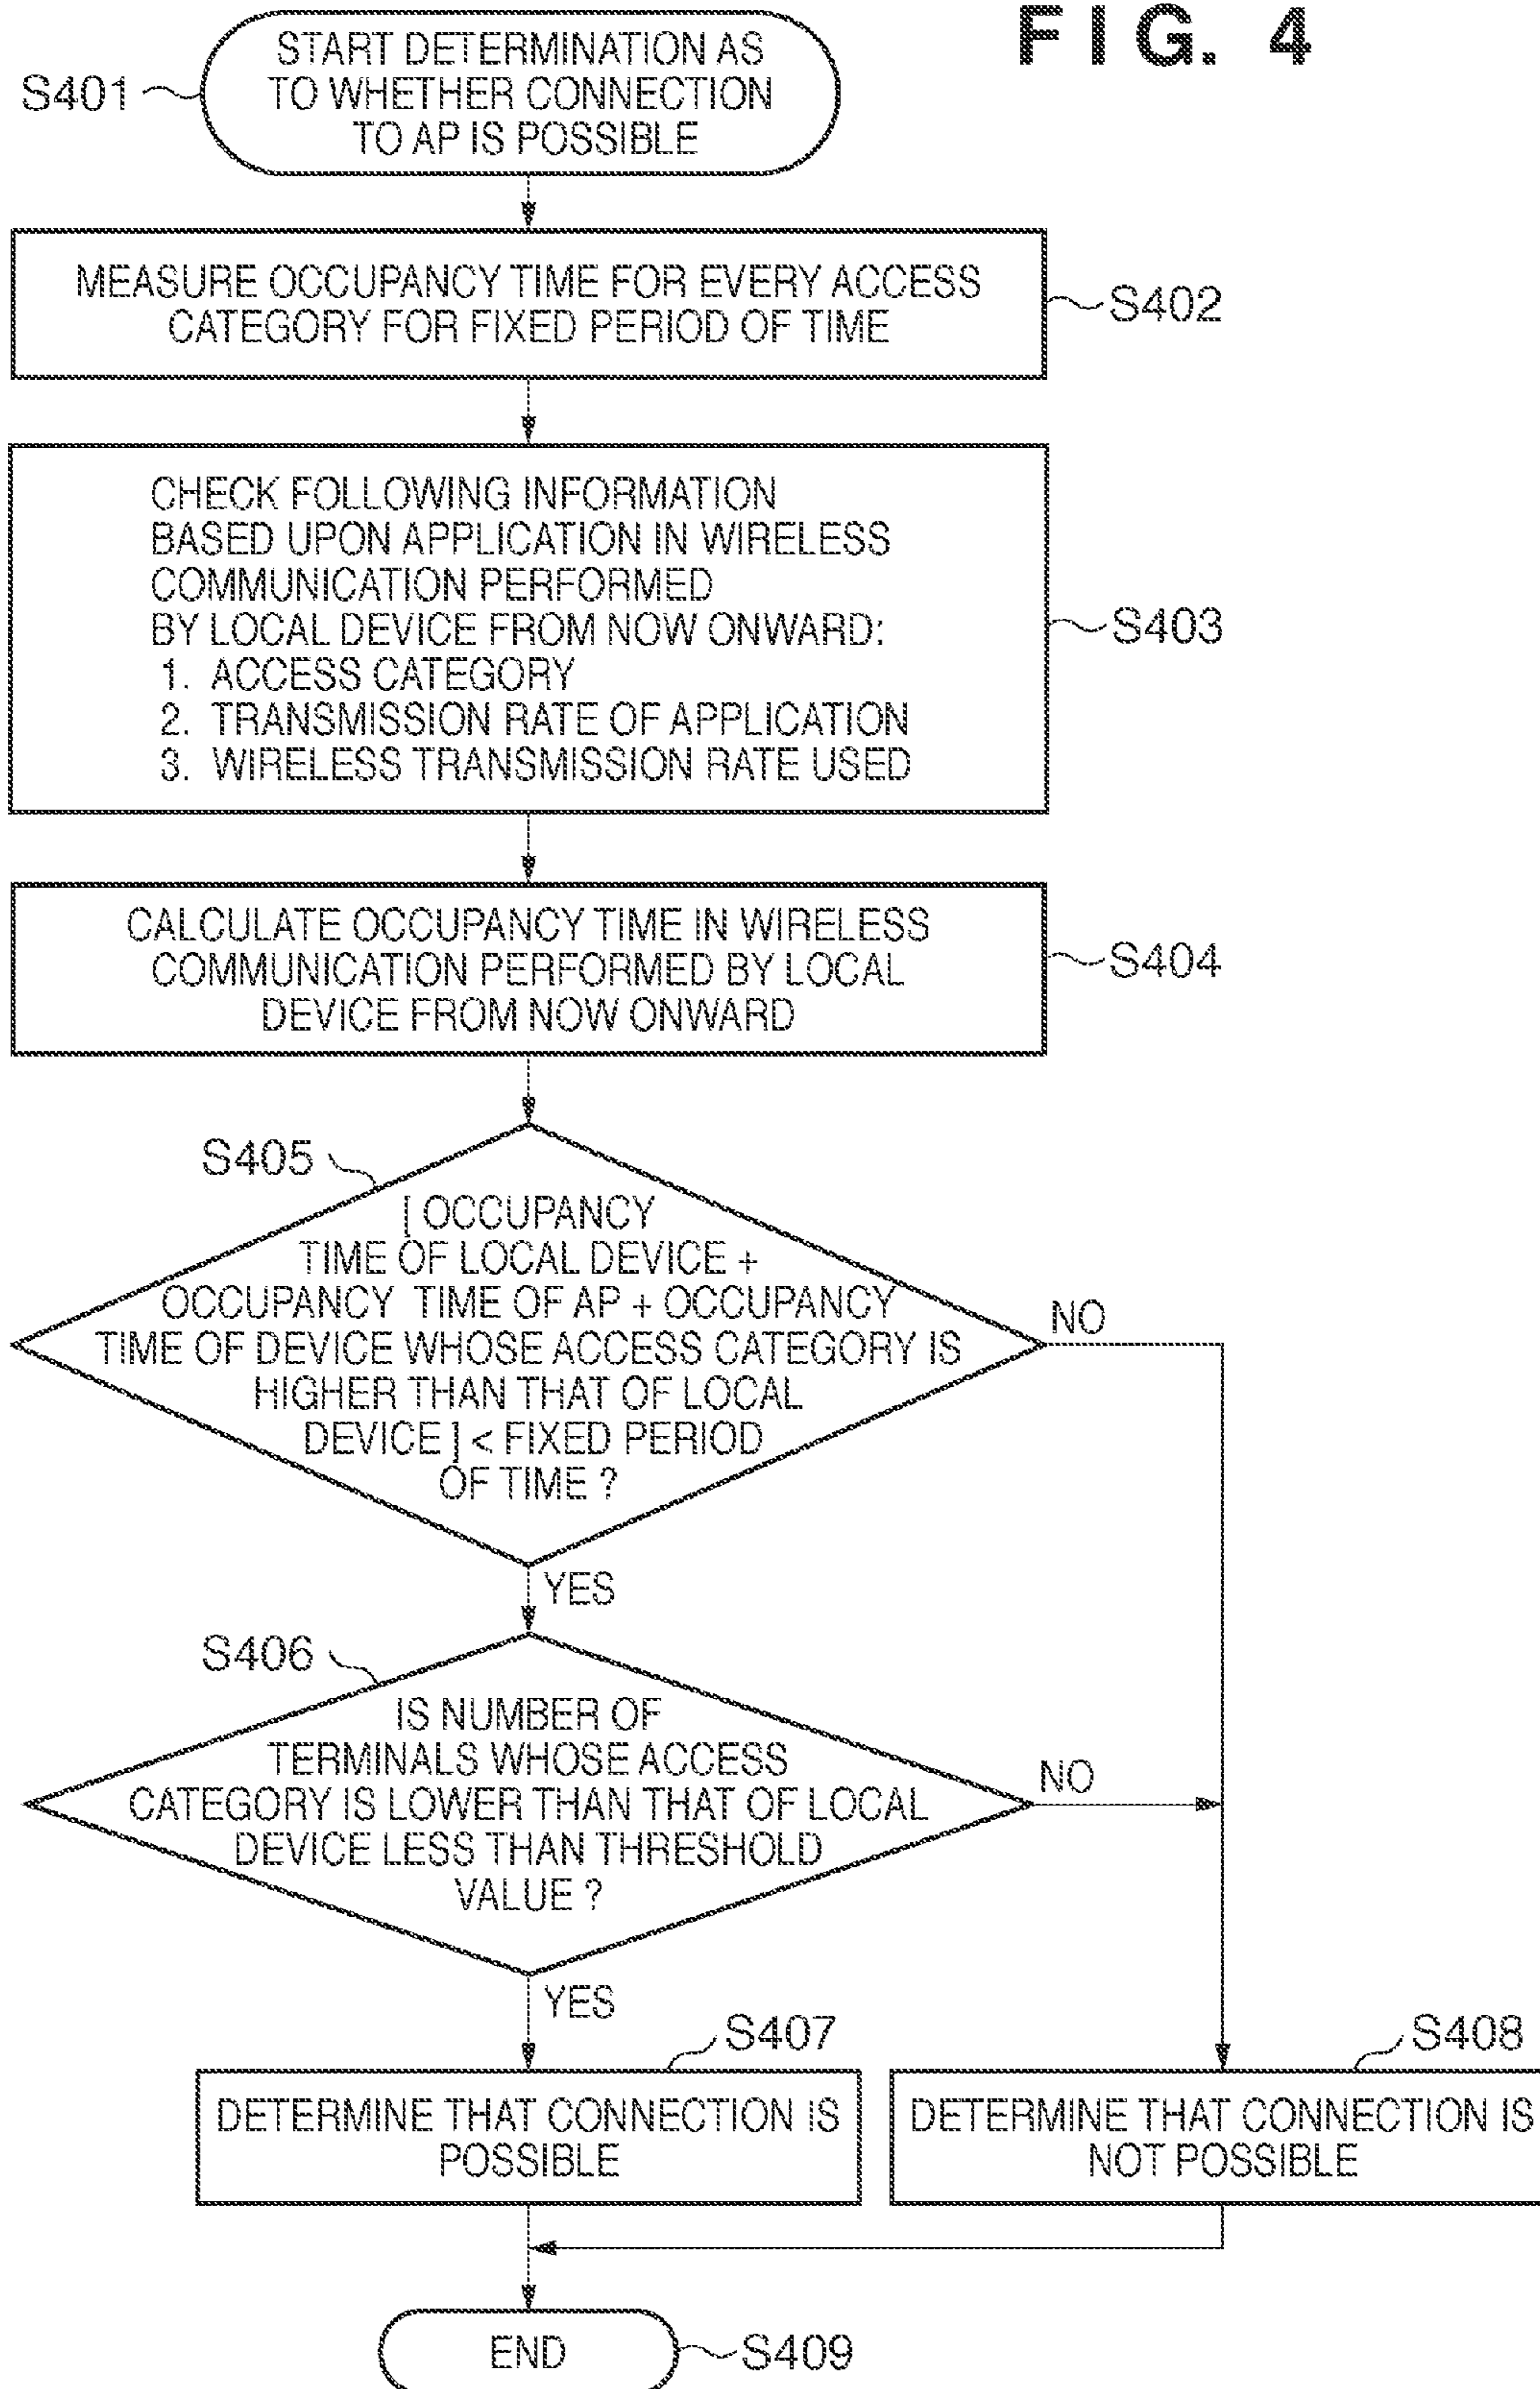 FIG. 4
START DETERMINATION AS
TO WHETHER CONNECTION
TO AP IS POSSIBLE
S401
MEASURE OCCUPANCY TIME FOR EVERY ACCESS
CATEGORY FOR FIXED PERIOD OF TIME
S402
CHECK FOLLOWING INFORMATION
BASED UPON APPLICATION IN WIRELESS
COMMUNICATION PERFORMED
BY LOCAL DEVICE FROM NOW ONWARD:
1. ACCESS CATEGORY
2. TRANSMISSION RATE OF APPLICATION
3. WIRELESS TRANSMISSION RATE USED
S403
CALCULATE OCCUPANCY TIME IN WIRELESS
COMMUNICATION PERFORMED BY LOCAL
DEVICE FROM NOW ONWARD
S404
S405
[ OCCUPANCY
TIME OF LOCAL DEVICE +
OCCUPANCY TIME OF AP + OCCUPANCY
TIME OF DEVICE WHOSE ACCESS CATEGORY IS
HIGHER THAN THAT OF LOCAL
DEVICE ] < FIXED PERIOD
OF TIME ?
NO
YES
S406
IS NUMBER OF
TERMINALS WHOSE ACCESS
CATEGORY IS LOWER THAN THAT OF LOCAL
DEVICE LESS THAN THRESHOLD
VALUE ?
NO
YES
S407
DETERMINE THAT CONNECTION IS
POSSIBLE
S408
DETERMINE THAT CONNECTION IS
NOT POSSIBLE
END
S409